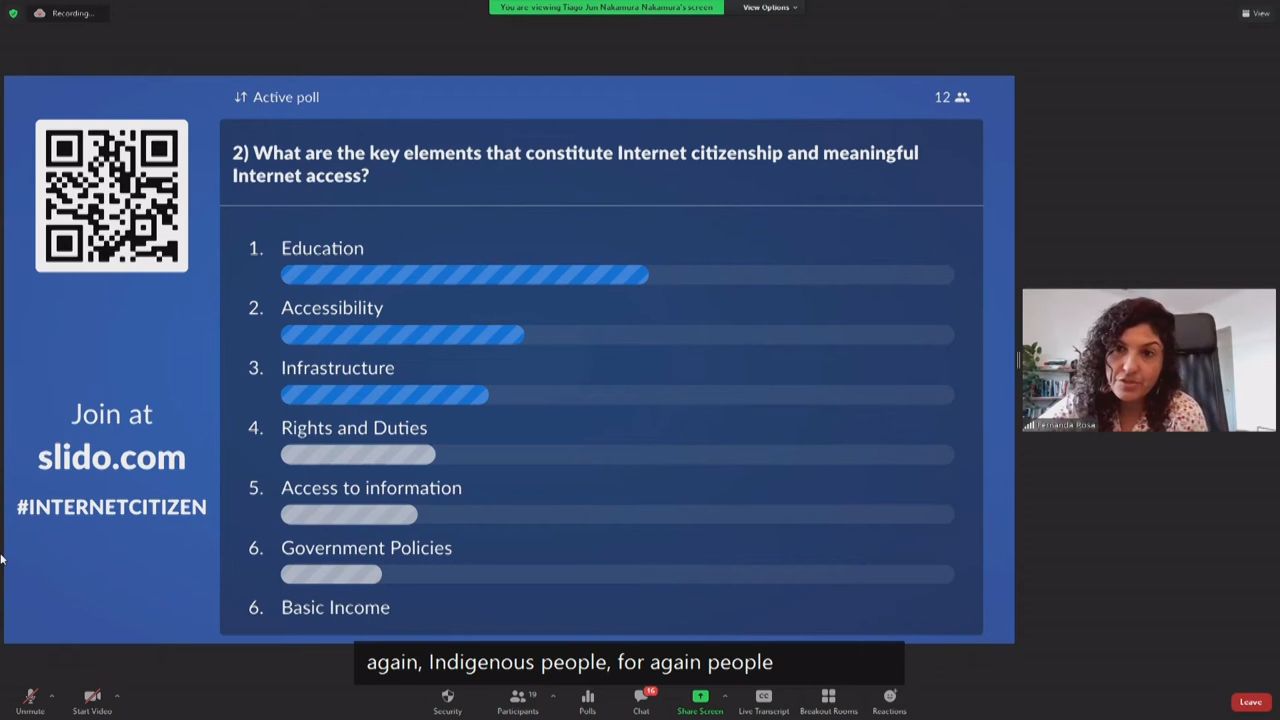 Recording...
You are viewing Tiago Jun Nakamura Nakamura's screen
View Options
View
Active poll
12
2) What are the key elements that constitute Internet citizenship and meaningful
Internet access?
1. Education
2. Accessibility
3. Infrastructure
4. Rights and Duties
5. Access to information
6. Government Policies
6. Basic Income
Join at
slido.com
#INTERNETCITIZEN
Fernanda Rosa
again, Indigenous people, for again people
Unmute
Start Video
Security
Participants
19
Polls
Chat
16
Share Screen
CC
Live Transcript
Breakout Rooms
Reactions
Leave